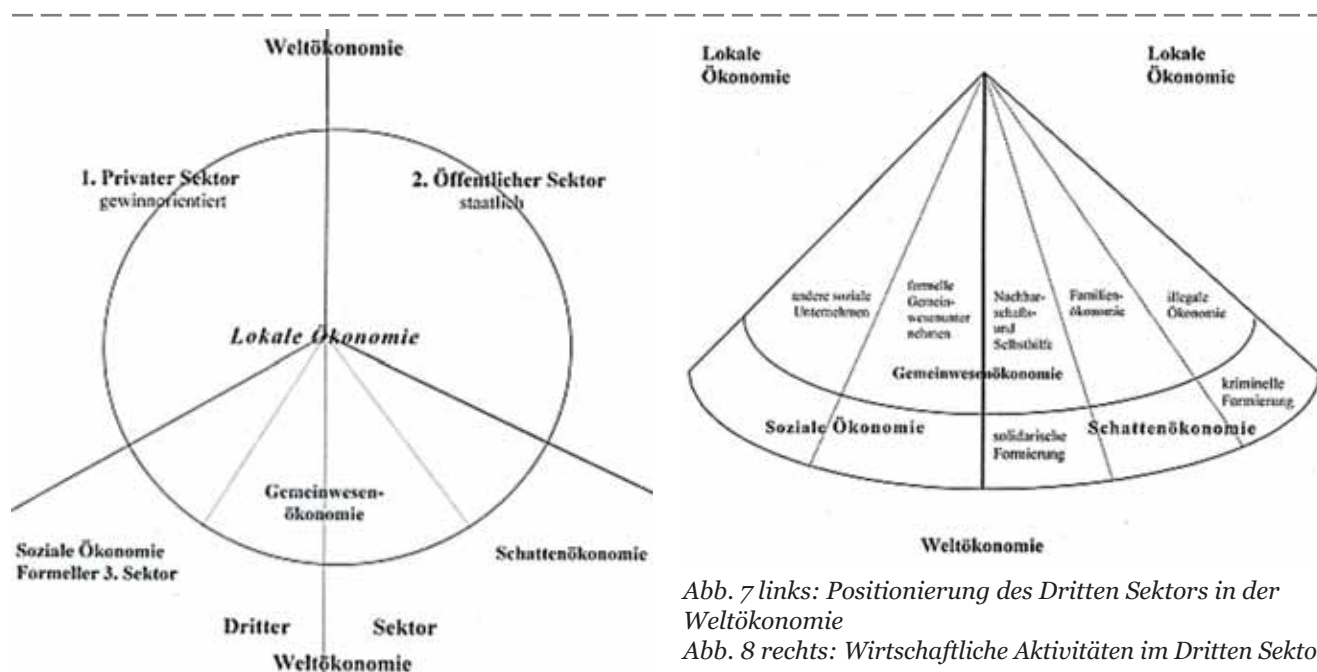 Weltökonomie
1. Privater Sektor
gewinnorientiert
2. Öffentlicher Sektor
staatlich
Lokale Ökonomie
Gemeinwesen-
ökonomie
Soziale Ökonomie
Formeller 3. Sektor
Schattenökonomie
Dritter Sektor
Weltökonomie
Lokale
Ökonomie
Lokale
Ökonomie
andere soziale
Unternehmen
formelle
Gemein-
wesenunter
nehmen
Nachbar-
schafts-
und
Selbsthilfe
Familien-
ökonomie
illegale
Ökonomie
Gemeinwesenökonomie
kriminelle
Formierung
Soziale Ökonomie
solidarische
Formierung
Schattenökonomie
Weltökonomie
Abb. 7 links: Positionierung des Dritten Sektors in der
Weltökonomie
Abb. 8 rechts: Wirtschaftliche Aktivitäten im Dritten Sekto